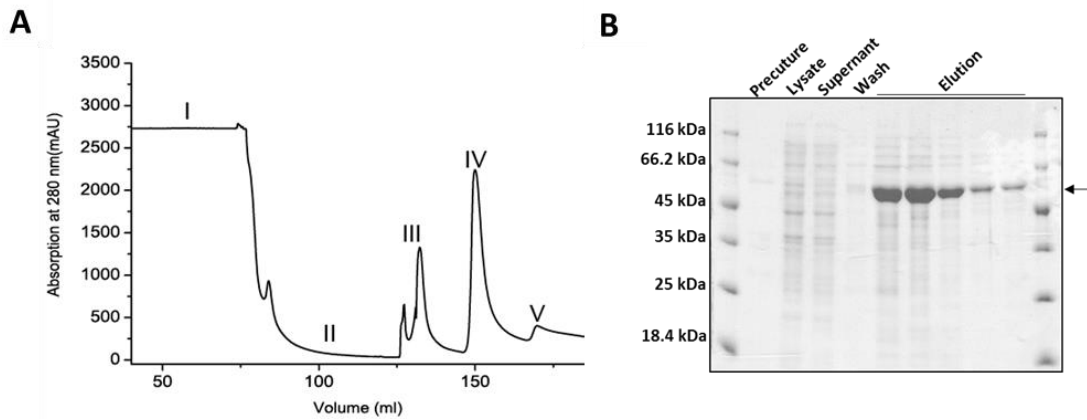 A
3500
3000
2500
2000
1500
1000
500
0
I
II
III
IV
V
50
100
150
Absorption at 280 nm(mAU)
Volume (ml)
B
Precuture
Lysate
Supernant
Wash
Elution
116 kDa
66.2 kDa
45 kDa
35 kDa
25 kDa
18.4 kDa